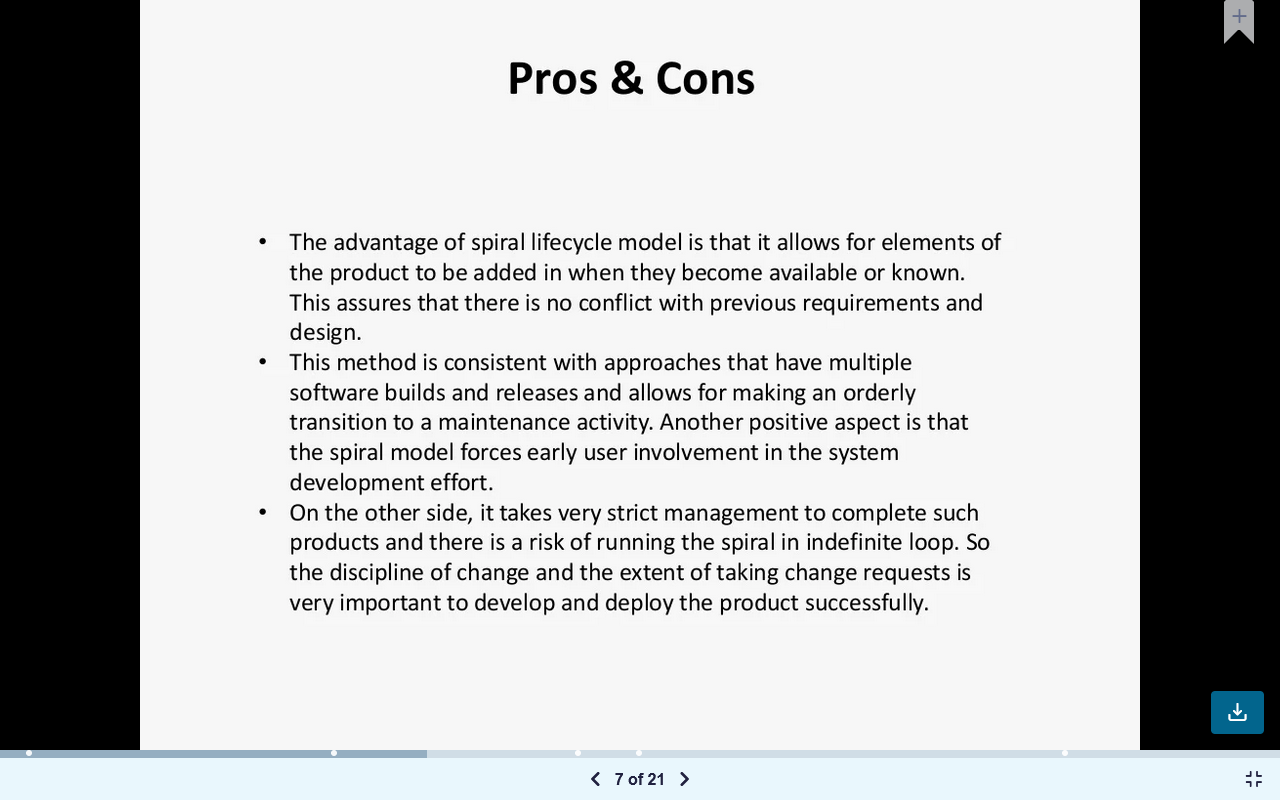 Pros & Cons
• The advantage of spiral lifecycle model is that it allows for elements of
the product to be added in when they become available or known.
This assures that there is no conflict with previous requirements and
design.
• This method is consistent with approaches that have multiple
software builds and releases and allows for making an orderly
transition to a maintenance activity. Another positive aspect is that
the spiral model forces early user involvement in the system
development effort.
• On the other side, it takes very strict management to complete such
products and there is a risk of running the spiral in indefinite loop. So
the discipline of change and the extent of taking change requests is
very important to develop and deploy the product successfully.
7 of 21